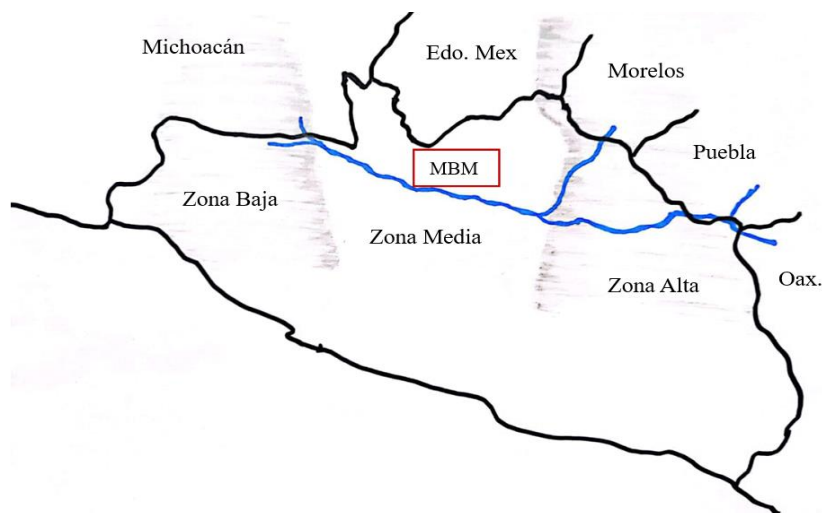 Michoacán
Edo. Mex
Morelos
Puebla
MBM
Zona Baja
Zona Media
Zona Alta
Oax.